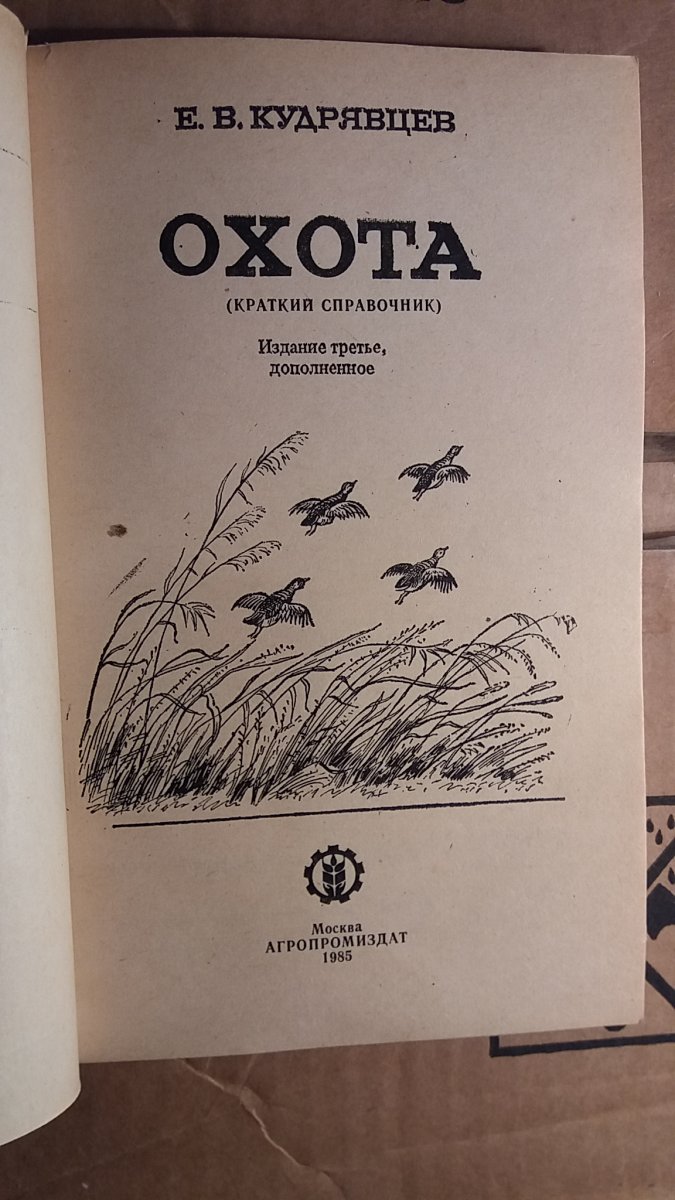 Е. В. КУДРЯВЦЕВ
ОХОТА
(КРАТКИЙ СПРАВОЧНИК)
Издание третье,
дополненное
Москва
АГРОПРОМИЗДАТ
1985